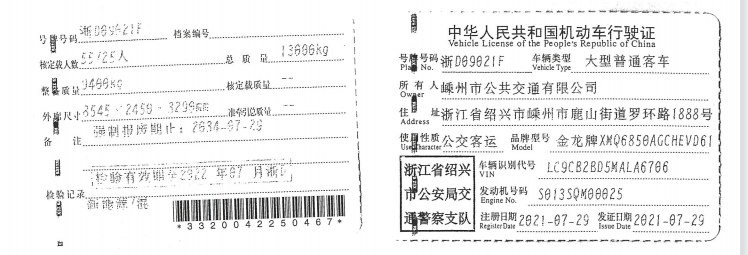 号牌号码 浙D09021F 档案编号
核定载人数 55/25人 总质量 13000kg
整备质量 9400kg 核定载质量 --
外廓尺寸 8545 2450 3200 准牵引总质量 --
备注 强制报废期止：2034-07-29
检验有效期至2022年07月浙D
检验记录
*3320042250467*
中华人民共和国机动车行驶证
Vehicle License of the People's Republic of China
号牌号码 浙D09021F 车辆类型 大型普通客车
Plate No. Vehicle Type
所有人 嵊州市公共交通有限公司
Owner
住址 浙江省绍兴市嵊州市鹿山街道罗环路1888号
Address
使用性质 公交客运 品牌型号 金龙牌XMQ6850AGCHEVD61
Use Character Model
浙江省绍兴 车辆识别代号 LC9CB2BD5MALA6706
VIN
市公安局交 发动机号码 S013SQM00025
Engine No.
通警察支队 注册日期 2021-07-29 发证日期 2021-07-29
Register Date Issue Date